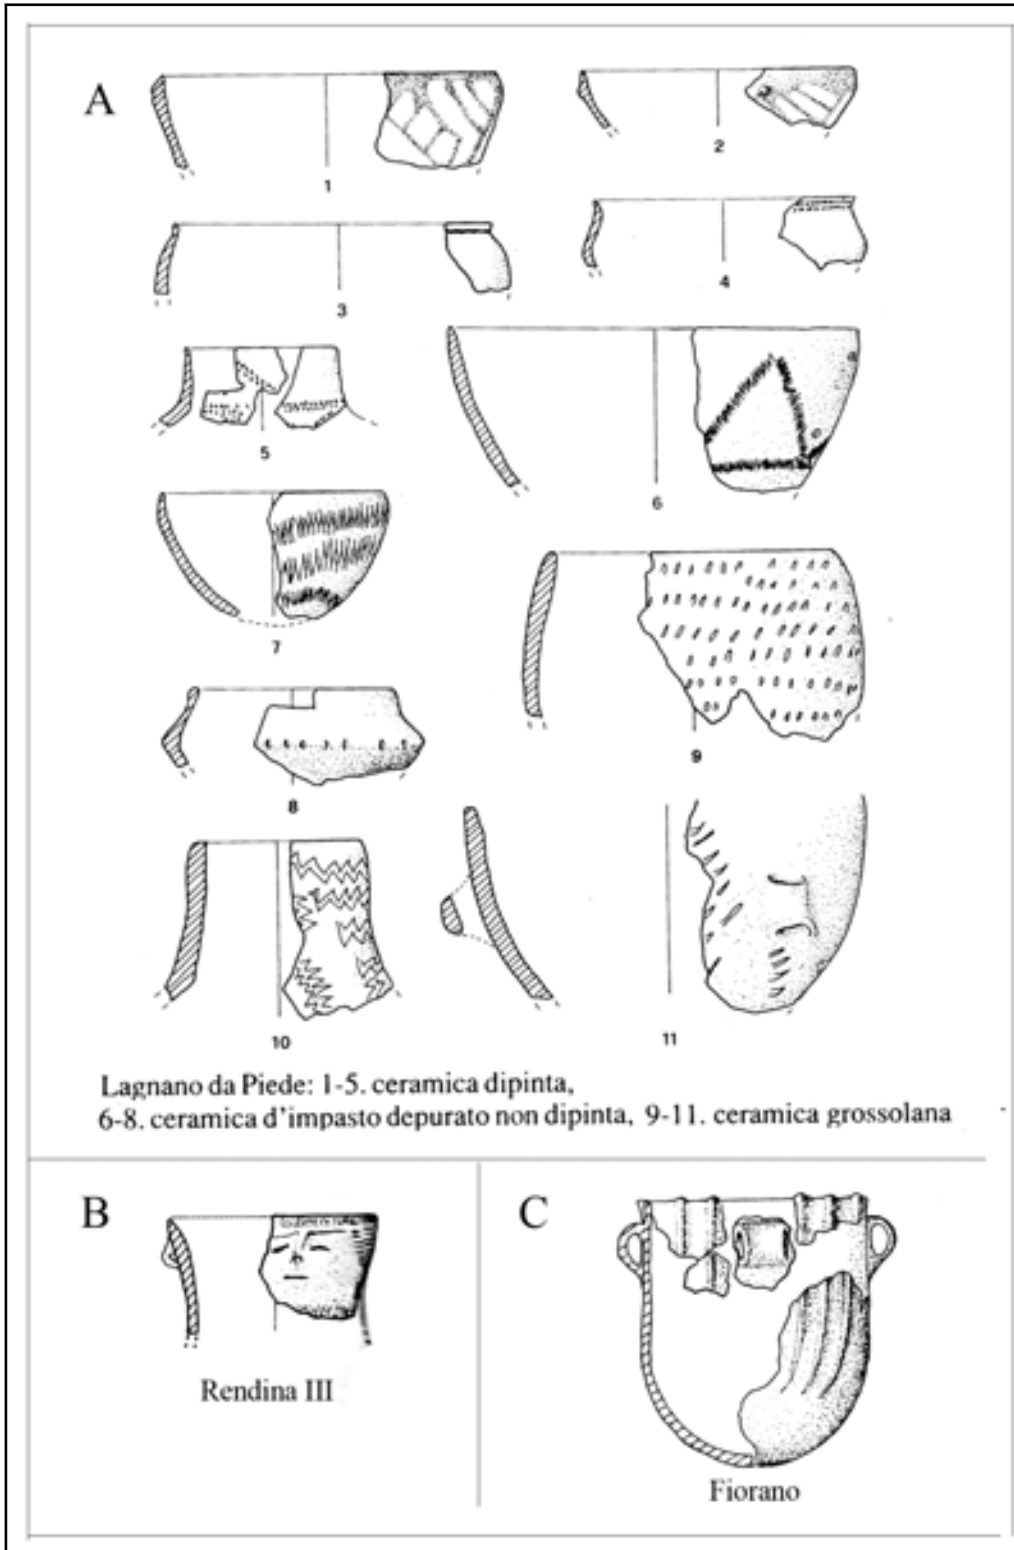 A
1
2
3
4
5
6
7
8
9
10
11
Lagnano da Piede: 1-5. ceramica dipinta,
6-8. ceramica d'impasto depurato non dipinta, 9-11. ceramica grossolana
B
Rendina III
C
Fiorano